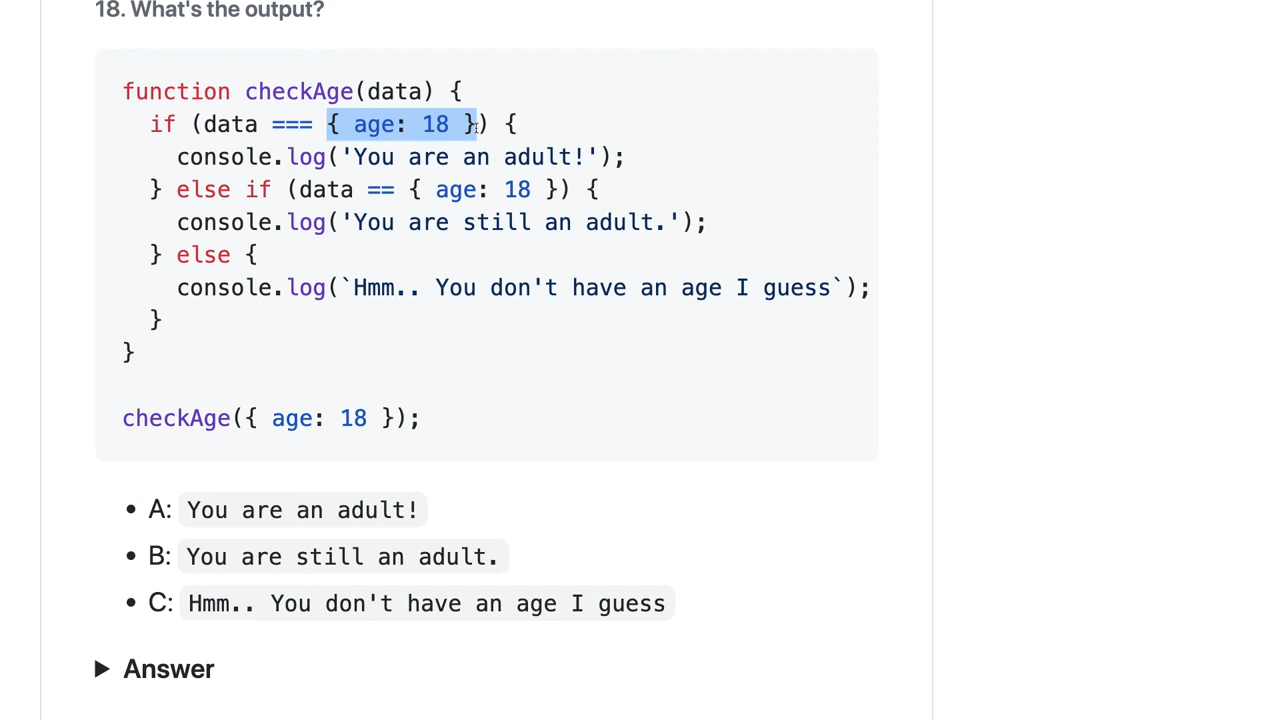 18. What's the output?
function checkAge(data) {
  if (data === { age: 18 }) {
    console.log('You are an adult!');
  } else if (data == { age: 18 }) {
    console.log('You are still an adult.');
  } else {
    console.log(`Hmm.. You don't have an age I guess`);
  }
}
checkAge({ age: 18 });
• A: You are an adult!
• B: You are still an adult.
• C: Hmm.. You don't have an age I guess
▶ Answer